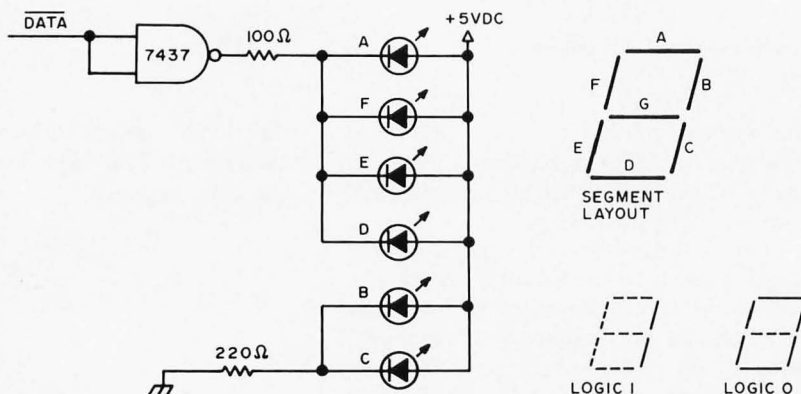 DATA
7437
100Ω
A
+5VDC
F
E
D
B
C
220Ω
A
F
B
G
E
C
D
SEGMENT
LAYOUT
LOGIC 1
LOGIC 0